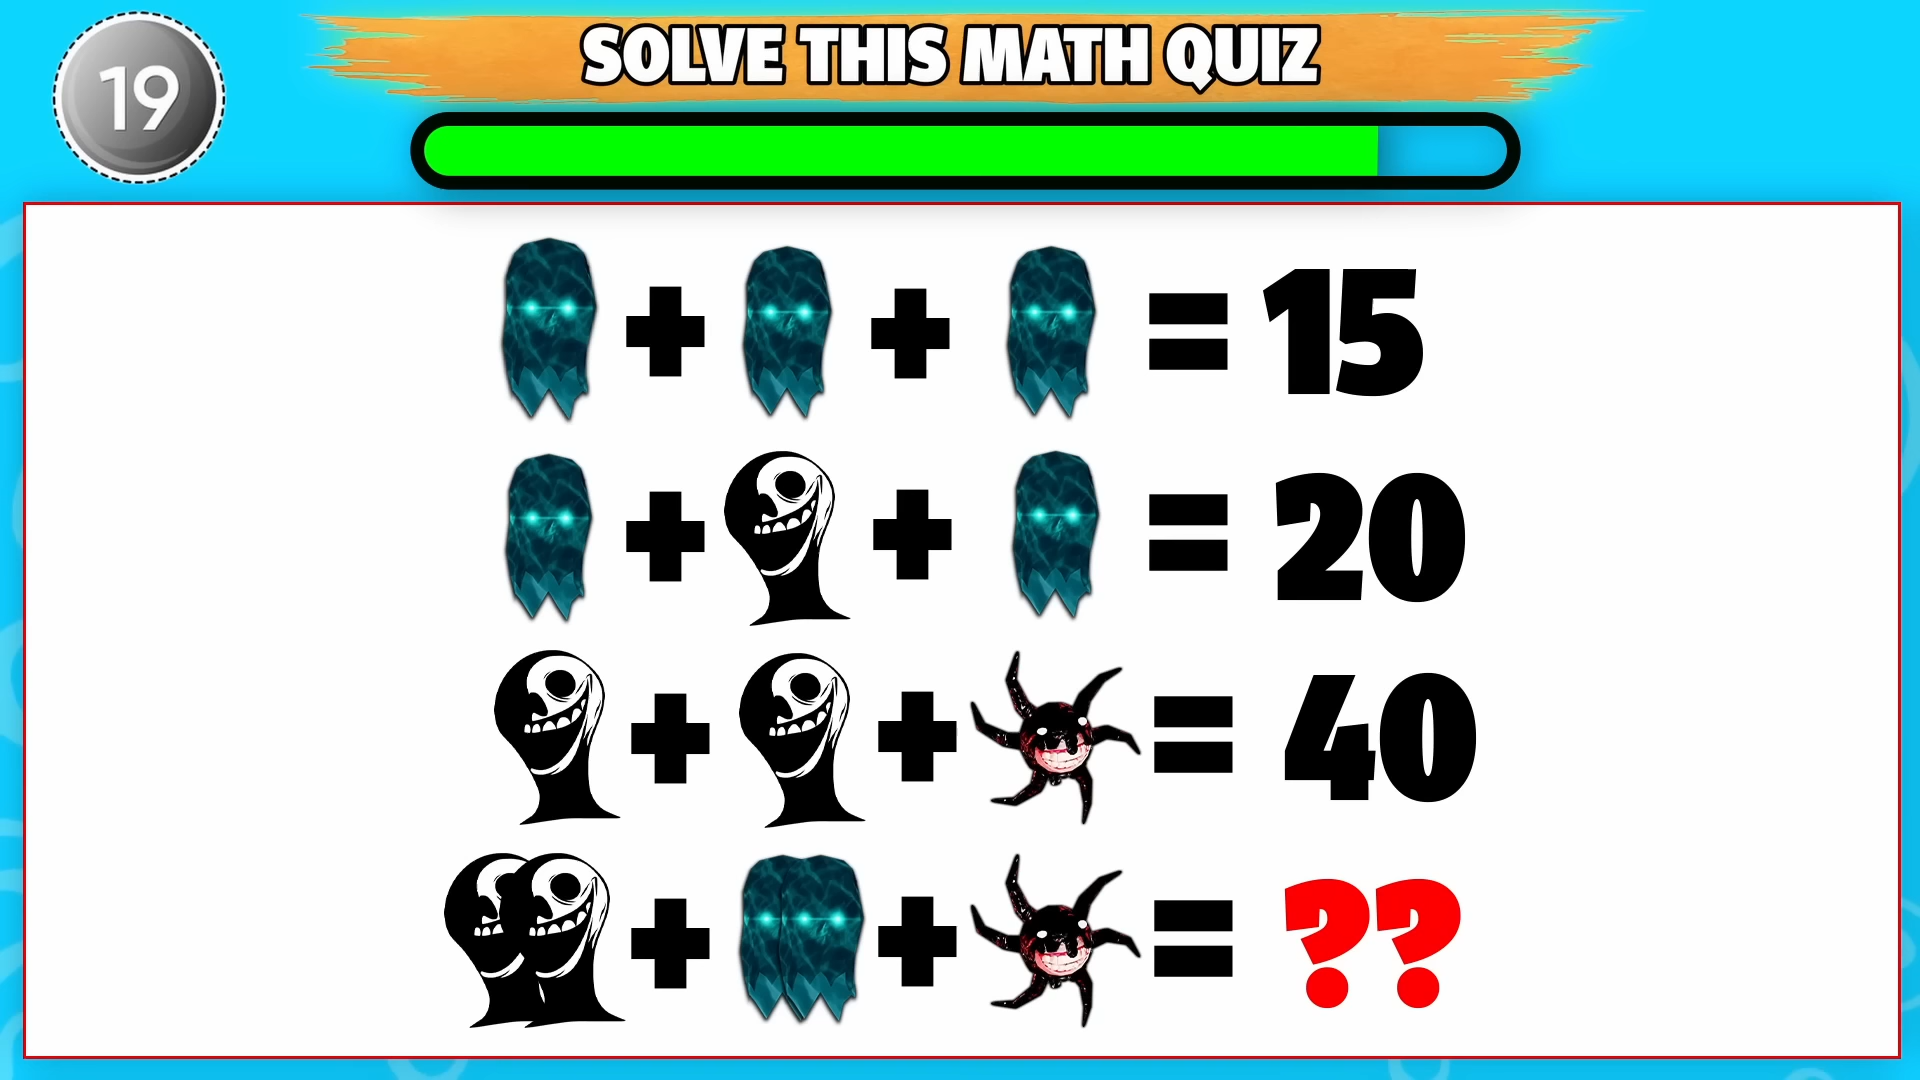 19
SOLVE THIS MATH QUIZ
+ + = 15
+ + = 20
+ + = 40
+ + = ??